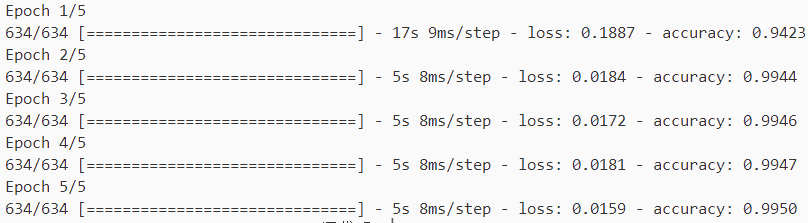 Epoch 1/5
634/634 [==============================] - 17s 9ms/step - loss: 0.1887 - accuracy: 0.9423
Epoch 2/5
634/634 [==============================] - 5s 8ms/step - loss: 0.0184 - accuracy: 0.9944
Epoch 3/5
634/634 [==============================] - 5s 8ms/step - loss: 0.0172 - accuracy: 0.9946
Epoch 4/5
634/634 [==============================] - 5s 8ms/step - loss: 0.0181 - accuracy: 0.9947
Epoch 5/5
634/634 [==============================] - 5s 8ms/step - loss: 0.0159 - accuracy: 0.9950